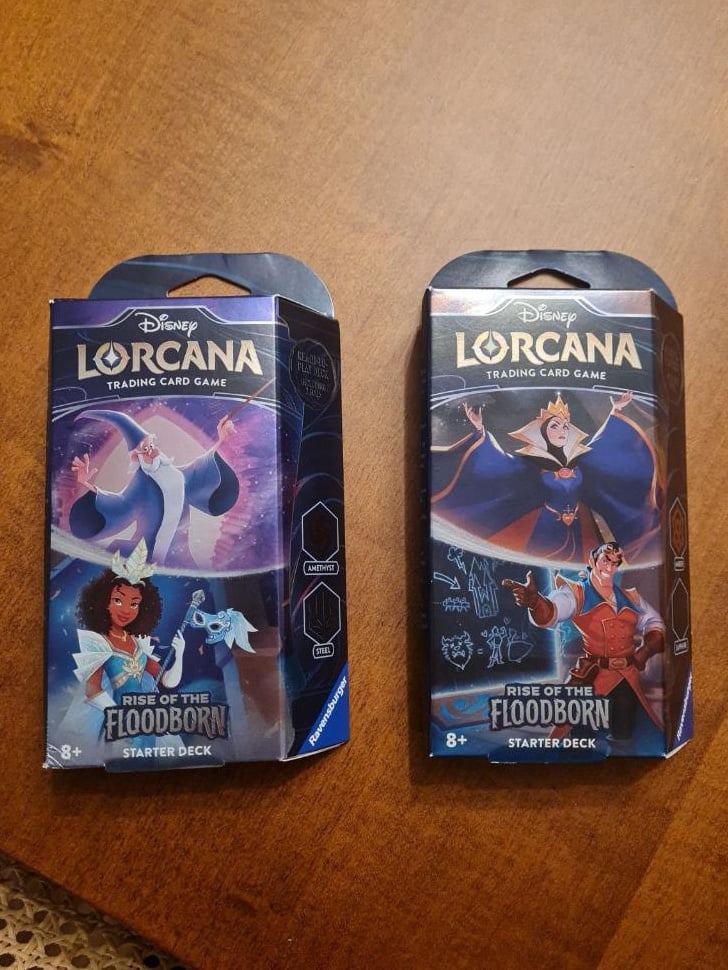 Disney
LORCANA
TRADING CARD GAME
AMETHYST
STEEL
Ravensburger
RISE OF THE
FLOODBORN
8+ STARTER DECK
Disney
LORCANA
TRADING CARD GAME
RISE OF THE
FLOODBORN
8+ STARTER DECK
Ravensburger